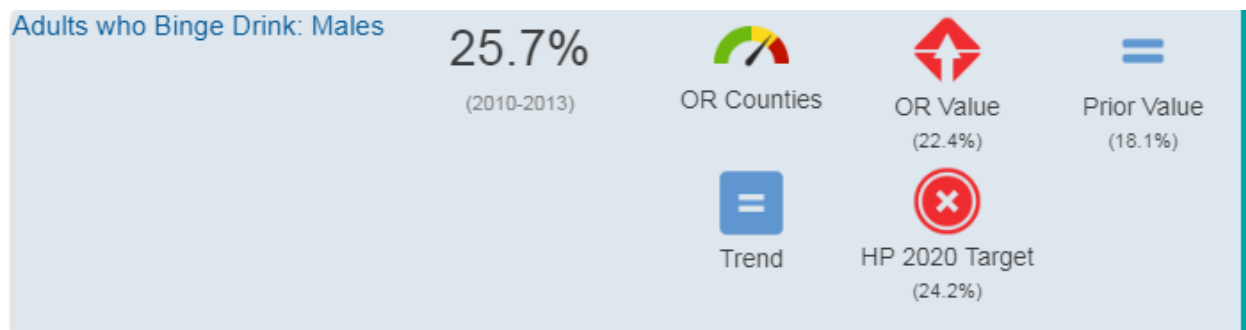 Adults who Binge Drink: Males
25.7%
(2010-2013)
OR Counties
OR Value
(22.4%)
Prior Value
(18.1%)
Trend
HP 2020 Target
(24.2%)